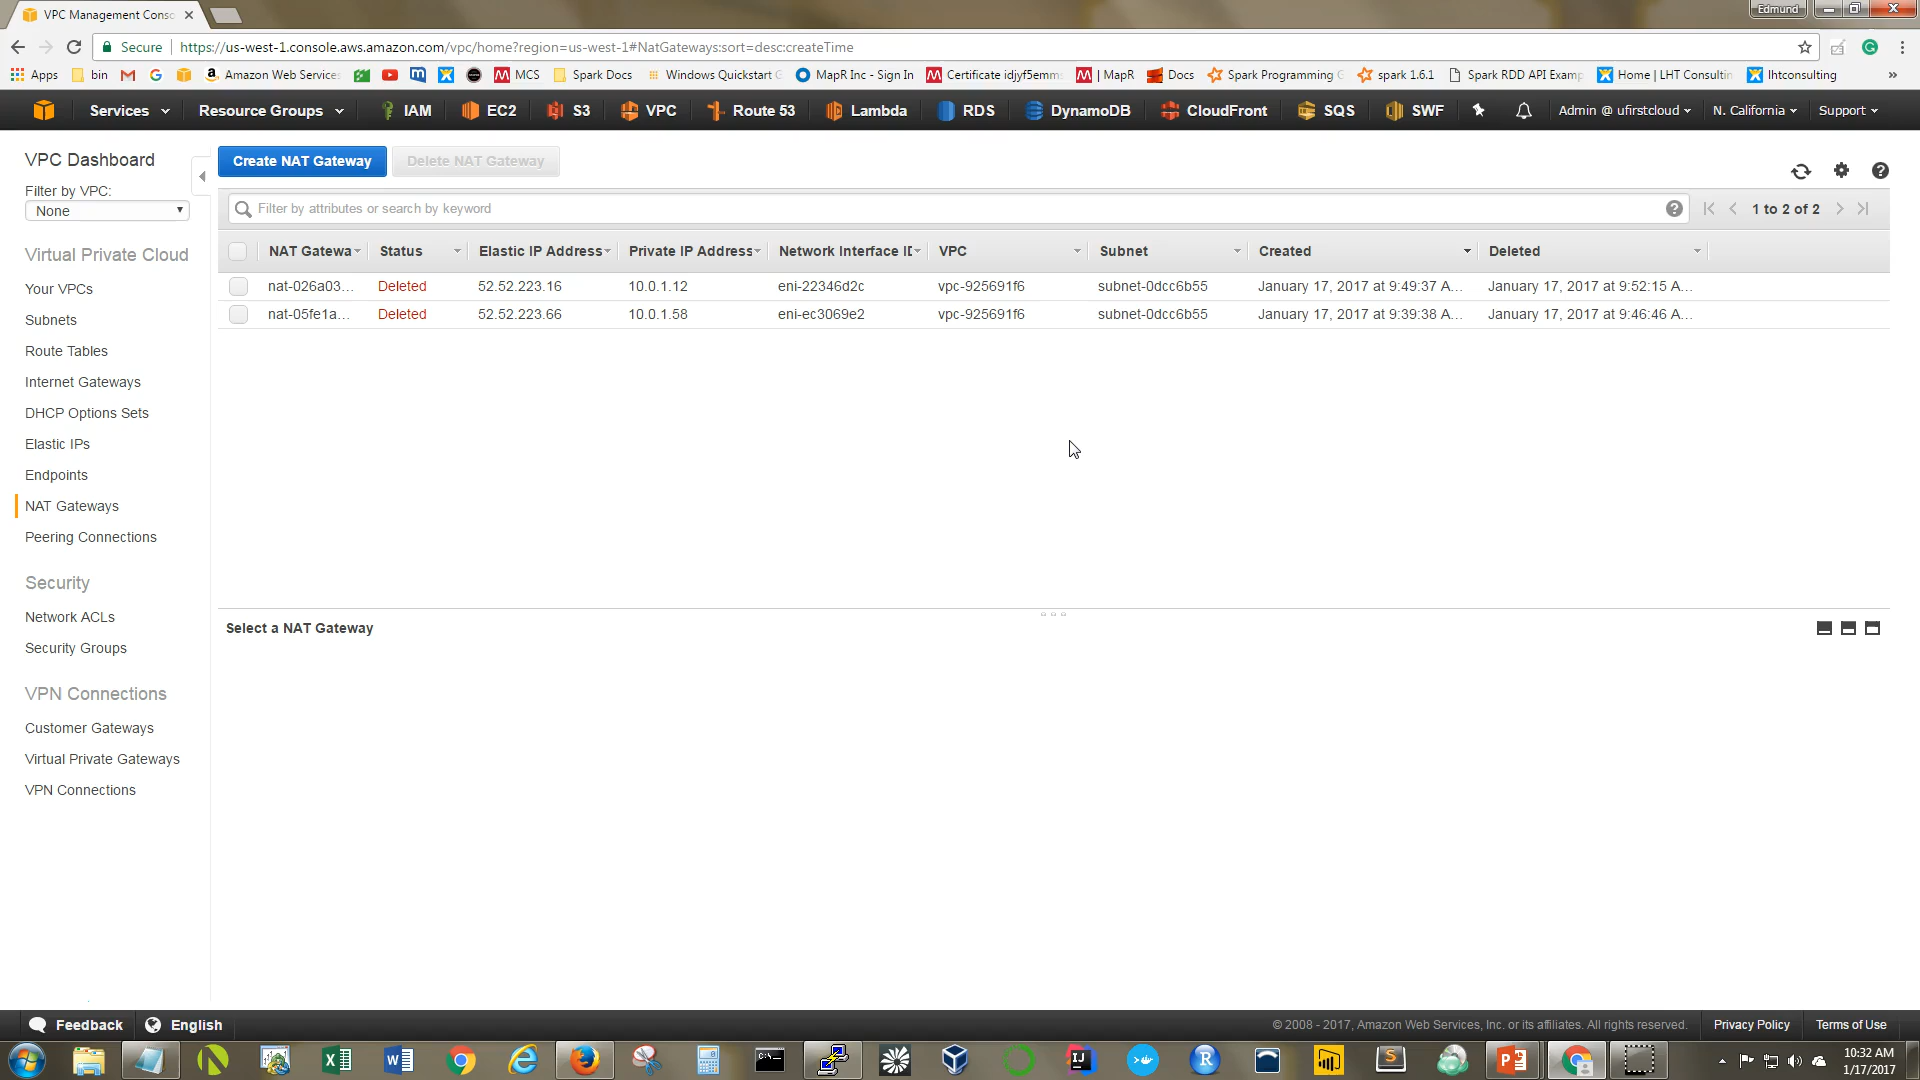 VPC Management Conso
Edmund
Secure
https://us-west-1.console.aws.amazon.com/vpc/home?region=us-west-1#NatGateways:sort=desc:createTime
Apps bin Amazon Web Services MCS Spark Docs Windows Quickstart G MapR Inc - Sign In Certificate idjyf5emm | MapR Docs Spark Programming G spark 1.6.1 Spark RDD API Examp Home | LHT Consultin lhtconsulting »
Services Resource Groups IAM EC2 S3 VPC Route 53 Lambda RDS DynamoDB CloudFront SQS SWF Admin @ ufirstcloud N. California Support
VPC Dashboard
Filter by VPC:
None
Virtual Private Cloud
Your VPCs
Subnets
Route Tables
Internet Gateways
DHCP Options Sets
Elastic IPs
Endpoints
NAT Gateways
Peering Connections
Security
Network ACLs
Security Groups
VPN Connections
Customer Gateways
Virtual Private Gateways
VPN Connections
Create NAT Gateway Delete NAT Gateway
Filter by attributes or search by keyword
1 to 2 of 2
NAT Gatewa Status Elastic IP Address Private IP Address Network Interface ID VPC Subnet Created Deleted
nat-026a03... Deleted 52.52.223.16 10.0.1.12 eni-22346d2c vpc-925691f6 subnet-0dcc6b55 January 17, 2017 at 9:49:37 A... January 17, 2017 at 9:52:15 A...
nat-05fe1a... Deleted 52.52.223.66 10.0.1.58 eni-ec3069e2 vpc-925691f6 subnet-0dcc6b55 January 17, 2017 at 9:39:38 A... January 17, 2017 at 9:46:46 A...
Select a NAT Gateway
Feedback English
© 2008 - 2017, Amazon Web Services, Inc. or its affiliates. All rights reserved. Privacy Policy Terms of Use
10:32 AM
1/17/2017